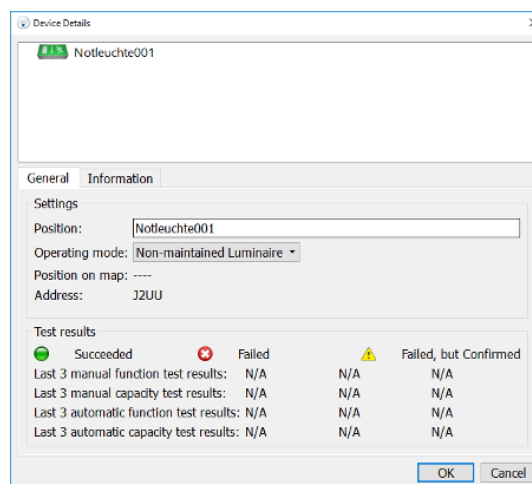 Device Details
Notleuchte001
General Information
Settings
Position: Notleuchte001
Operating mode: Non-maintained Luminaire
Position on map: ----
Address: J2UU
Test results
Succeeded Failed Failed, but Confirmed
Last 3 manual function test results: N/A N/A N/A
Last 3 manual capacity test results: N/A N/A N/A
Last 3 automatic function test results: N/A N/A N/A
Last 3 automatic capacity test results: N/A N/A N/A
OK Cancel